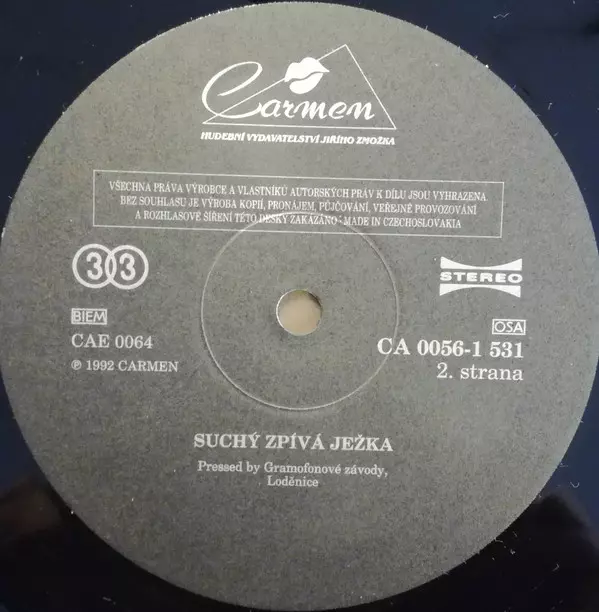 Carmen
HUDEBNÍ VYDAVATELSTVÍ JIŘÍHO ZMOŽKA
VŠECHNA PRÁVA VÝROBCE A VLASTNÍKŮ AUTORSKÝCH PRÁV K DÍLU JSOU VYHRAZENA.
BEZ SOUHLASU JE VÝROBA KOPIÍ, PRONÁJEM, PŮJČOVÁNÍ, VEŘEJNÉ PROVOZOVÁNÍ
A ROZHLASOVÉ ŠÍŘENÍ TÉTO DESKY ZAKÁZÁNO · MADE IN CZECHOSLOVAKIA
33
STEREO
BIEM
OSA
CAE 0064
CA 0056-1 531
℗ 1992 CARMEN
2. strana
SUCHÝ ZPÍVÁ JEŽKA
Pressed by Gramofonové závody,
Loděnice